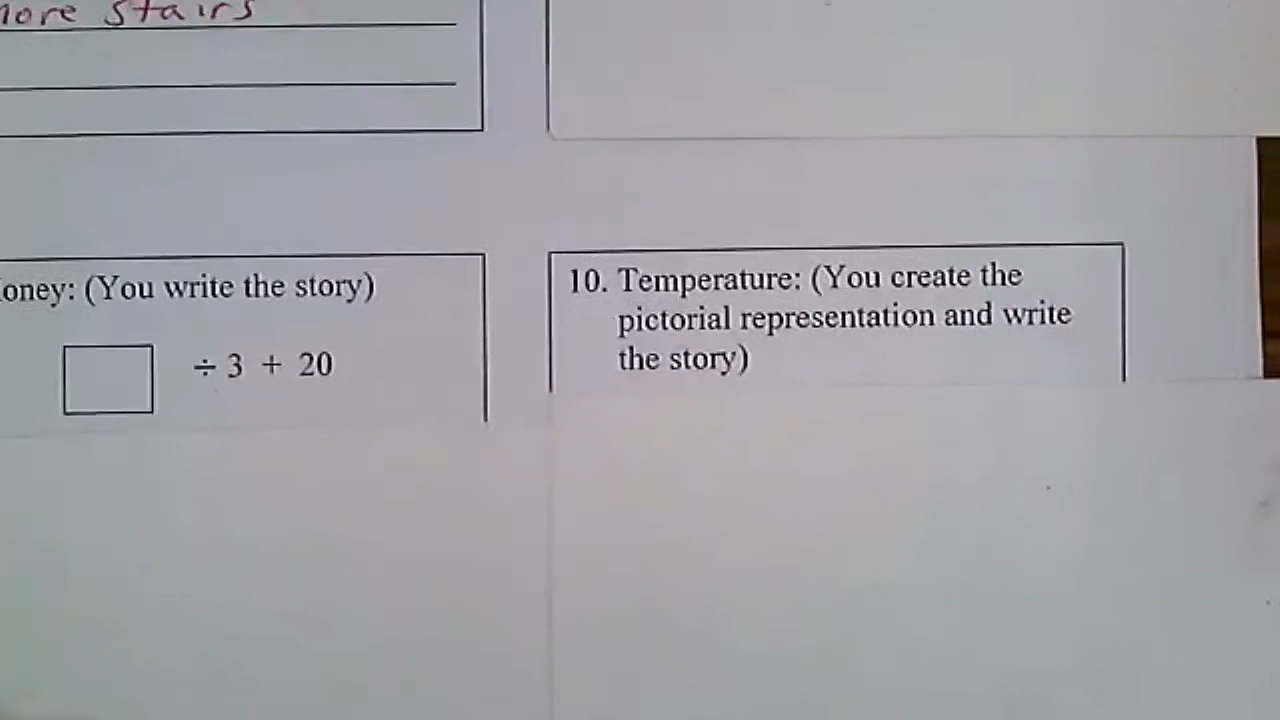 more stairs
oney: (You write the story)
÷ 3 + 20
10. Temperature: (You create the
pictorial representation and write
the story)